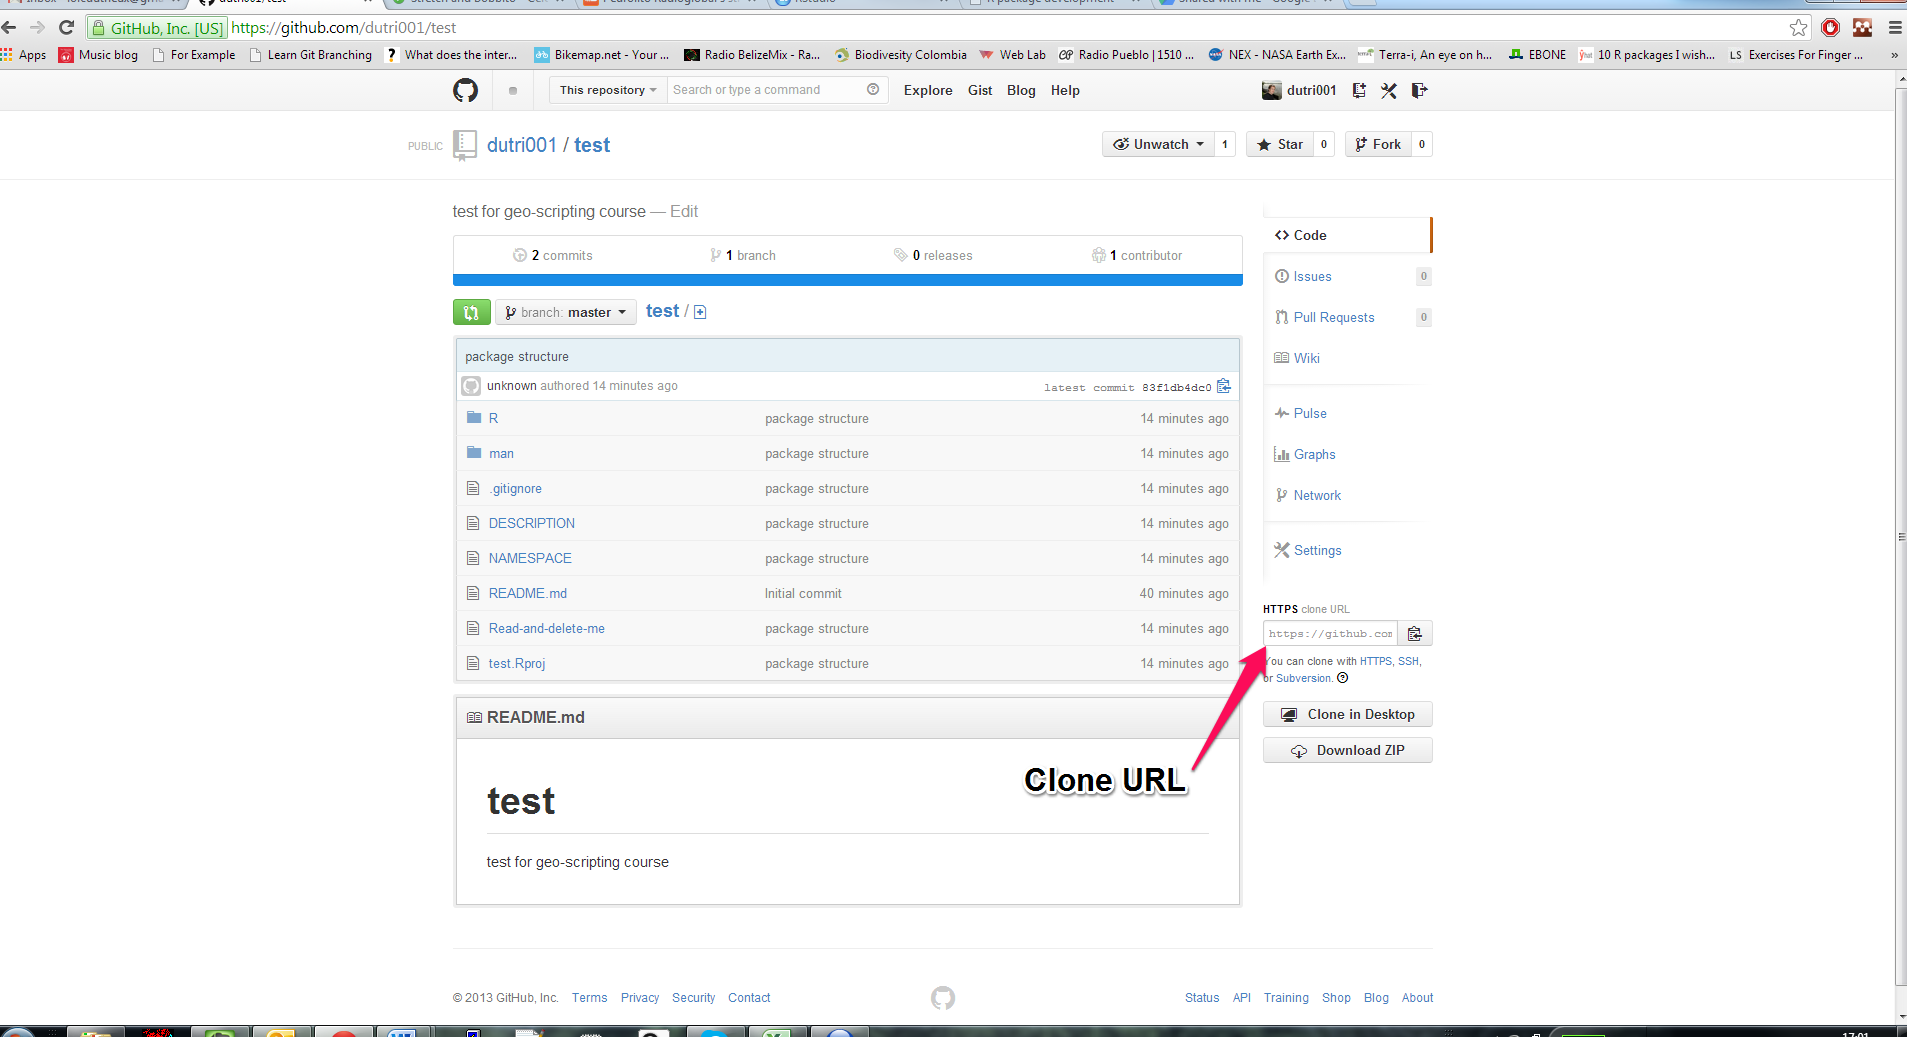 dutri001/test
GitHub, Inc. [US] https://github.com/dutri001/test
Apps Music blog For Example Learn Git Branching What does the inter... Bikemap.net - Your ... Radio BelizeMix - Ra... Biodivesity Colombia Web Lab Radio Pueblo | 1510 ... NEX - NASA Earth Ex... Terra-i, An eye on h... EBONE 10 R packages I wish... LS Exercises For Finger ... »
This repository Search or type a command Explore Gist Blog Help dutri001
PUBLIC dutri001 / test Unwatch 1 Star 0 Fork 0
test for geo-scripting course — Edit
2 commits 1 branch 0 releases 1 contributor
branch: master test /
package structure
unknown authored 14 minutes ago latest commit 83f1db4dc0
R package structure 14 minutes ago
man package structure 14 minutes ago
.gitignore package structure 14 minutes ago
DESCRIPTION package structure 14 minutes ago
NAMESPACE package structure 14 minutes ago
README.md Initial commit 40 minutes ago
Read-and-delete-me package structure 14 minutes ago
test.Rproj package structure 14 minutes ago
README.md
test
test for geo-scripting course
Code
Issues 0
Pull Requests 0
Wiki
Pulse
Graphs
Network
Settings
HTTPS clone URL
https://github.com
You can clone with HTTPS, SSH,
or Subversion.
Clone in Desktop
Download ZIP
Clone URL
© 2013 GitHub, Inc. Terms Privacy Security Contact Status API Training Shop Blog About
17:01